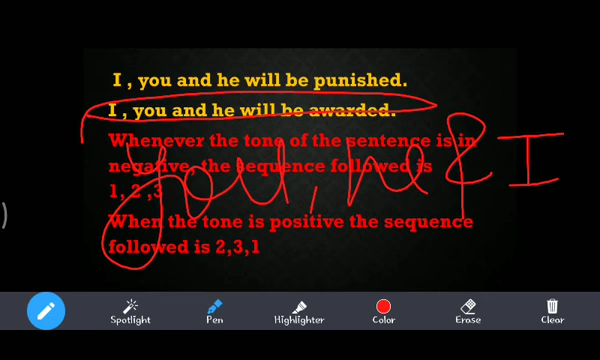 I , you and he will be punished.
I , you and he will be awarded.
Whenever the tone of the sentence is in
negative, the sequence followed is
1, 2 ,3
you, he & I
When the tone is positive the sequence
followed is 2,3,1
Spotlight Pen Highlighter Color Erase Clear